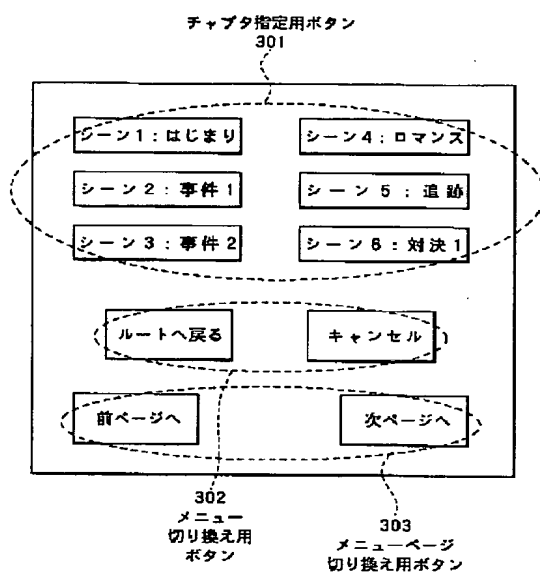 チャプタ指定用ボタン
301
シーン1:はじまり
シーン4:ロマンス
シーン2:事件1
シーン5:追跡
シーン3:事件2
シーン6:対決1
ルートへ戻る
キャンセル
前ページへ
次ページへ
302
メニュー
切り換え用
ボタン
303
メニューページ
切り換え用ボタン